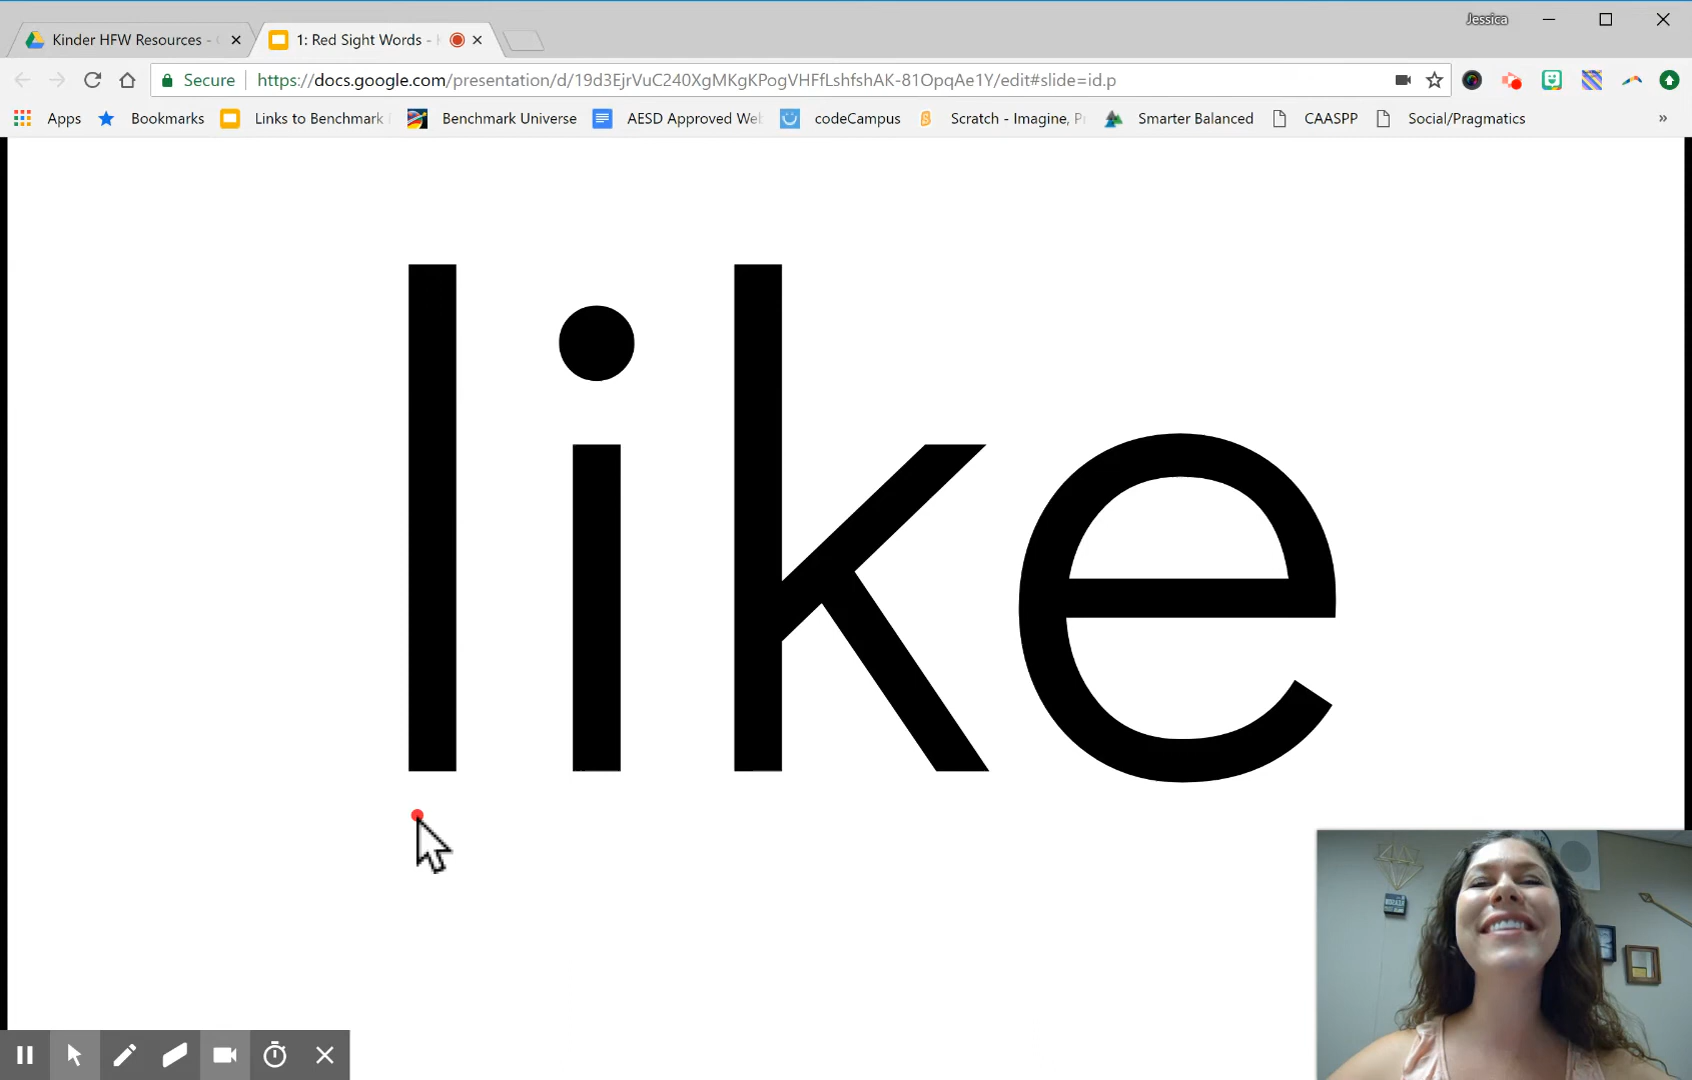 Jessica
Kinder HFW Resources -
1: Red Sight Words -
Secure https://docs.google.com/presentation/d/19d3EjrVuC240XgMKgKPogVHFfLshfshAK-81OpqAe1Y/edit#slide=id.p
Apps Bookmarks Links to Benchmark Benchmark Universe AESD Approved We codeCampus Scratch - Imagine, P Smarter Balanced CAASPP Social/Pragmatics »
like